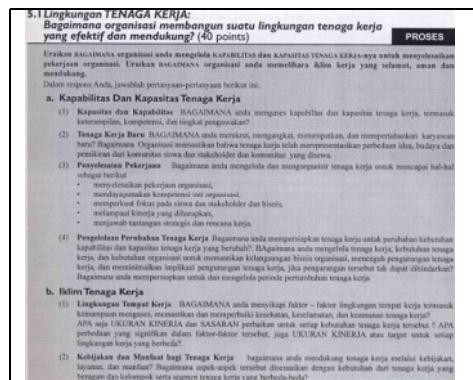 5.1 Lingkungan TENAGA KERJA:
Bagaimana organisasi membangun suatu lingkungan tenaga kerja
yang efektif dan mendukung? (40 points)
PROSES
Uraikan BAGAIMANA organisasi anda mengelola KAPABILITAS dan KAPASITAS TENAGA KERJA-nya untuk menyelesaikan
pekerjaan organisasi. Uraikan BAGAIMANA organisasi anda memelihara iklim kerja yang selamat, aman dan
mendukung.
Dalam respons Anda, jawablah pertanyaan-pertanyaan berikut ini:
a. Kapabilitas Dan Kapasitas Tenaga Kerja
(1) Kapasitas dan Kapabilitas BAGAIMANA anda mengases kapabilitas dan kapasitas tenaga kerja, termasuk
keterampilan, kompetensi, dan tingkat pengawakan?
(2) Tenaga Kerja Baru BAGAIMANA anda merekrut, mengangkat, menempatkan, dan mempertahankan karyawan
baru? Bagaimana Organisasi memastikan bahwa tenaga kerja telah merepresentasikan perbedaan idea, budaya dan
pemikiran dari komunitas siswa dan stakeholder dan komunitas yang disewa.
(3) Penyelesaian Pekerjaan Bagaimana anda mengelola dan mengorganisir tenaga kerja untuk mencapai hal-hal
sebagai berikut
• menyelesaikan pekerjaan organisasi,
• mendayagunakan kompetensi inti organisasi,
• memperkuat fokus pada siswa dan stakeholder dan bisnis,
• melampaui kinerja yang diharapkan,
• menjawab tantangan strategis dan rencana kerja.
(4) Pengelolaan Perubahan Tenaga Kerja Bagaimana anda mempersiapkan tenaga kerja untuk perubahan kebutuhan
kapabilitas dan kapasitas tenaga kerja yang berubah?. BAgaimana anda mengelola tenaga kerja, kebutuhan tenaga
kerja, dan kebutuhan organisasi untuk memastikan kelangsungan bisnis organisasi, mencegah pengurangan tenaga
kerja, dan meminimalkan implikasi pengurangan tenaga kerja, jika pengurangan tersebut tak dapat dihindarkan?
Bagaimana anda mempersiapkan untuk dan mengelola periode pertumbuhan tenaga kerja
b. Iklim Tenaga Kerja
(1) Lingkungan Tempat Kerja BAGAIMANA anda menyikapi faktor – faktor lingkungan tempat kerja termasuk
kemampuan mengases, memastikan dan memperbaiki kesehatan, keselamatan, dan keamanan tenaga kerja?
APA saja UKURAN KINERJA dan SASARAN perbaikan untuk setiap kebutuhan tenaga kerja tersebut ? APA
perbedaan yang signifikan dalam faktor-faktor tersebut, juga UKURAN KINERJA atau target untuk setiap
lingkungan kerja yang berbeda?.
(2) Kebijakan dan Manfaat bagi Tenaga Kerja bagaimana anda mendukung tenaga kerja melalui kebijakan,
layanan, dan manfaat? Bagaimana aspek-aspek tersebut disesuaikan dengan kebutuhan dari tenaga kerja yang
beragam dan kelompok serta segmen tenaga kerja yang berbeda-beda?